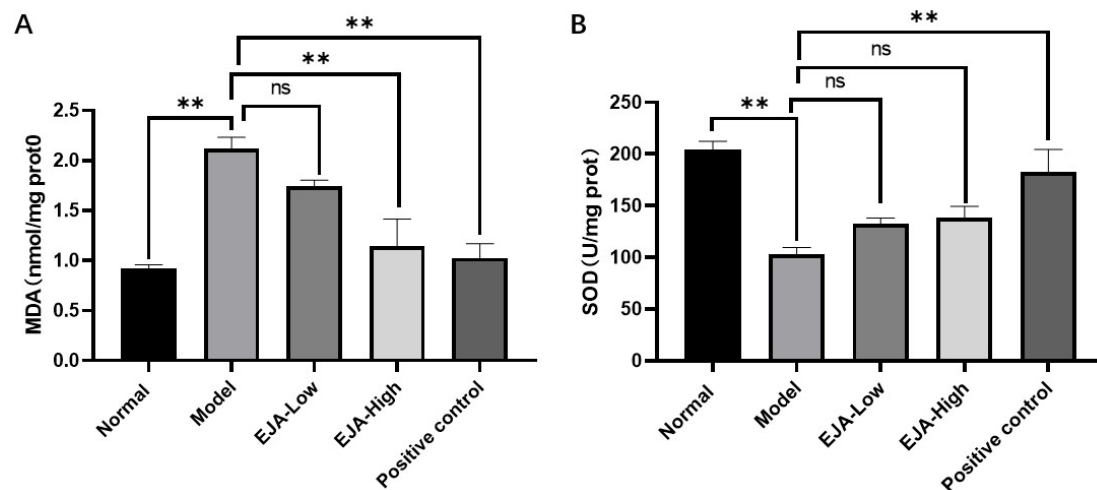 A
**
**
ns
**
MDA(nmol/mg prot0
2.5
2.0
1.5
1.0
0.5
0.0
Normal
Model
EJA-Low
EJA-High
Positive control
B
**
ns
ns
**
SOD(U/mg prot)
250
200
150
100
50
0
Normal
Model
EJA-Low
EJA-High
Positive control